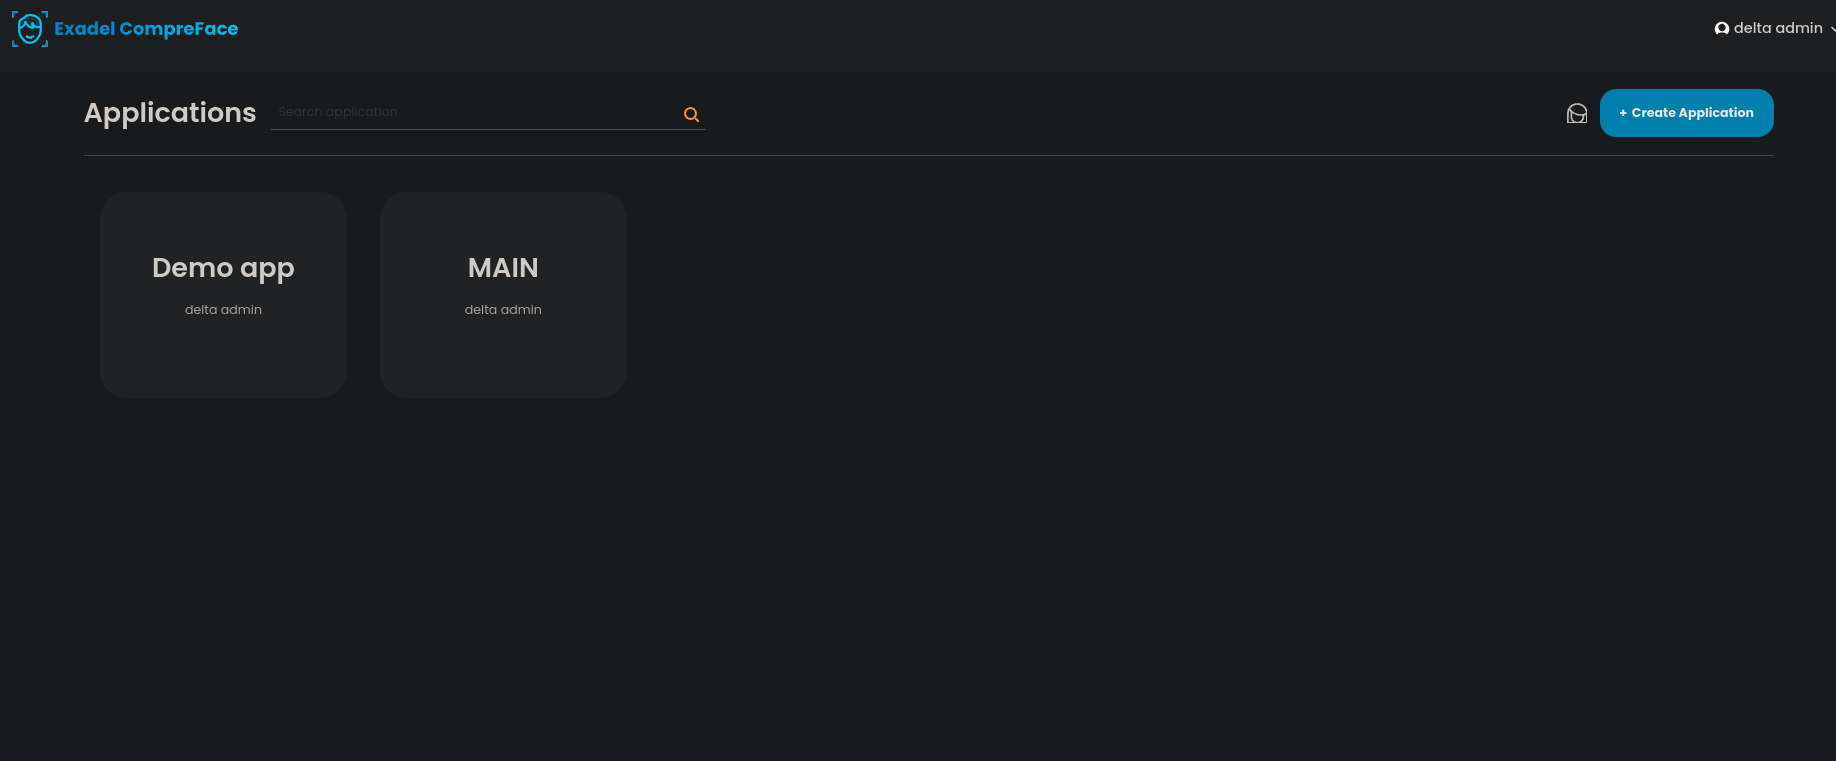 Exadel CompreFace
delta admin
Applications
Search application
+ Create Application
Demo app
delta admin
MAIN
delta admin